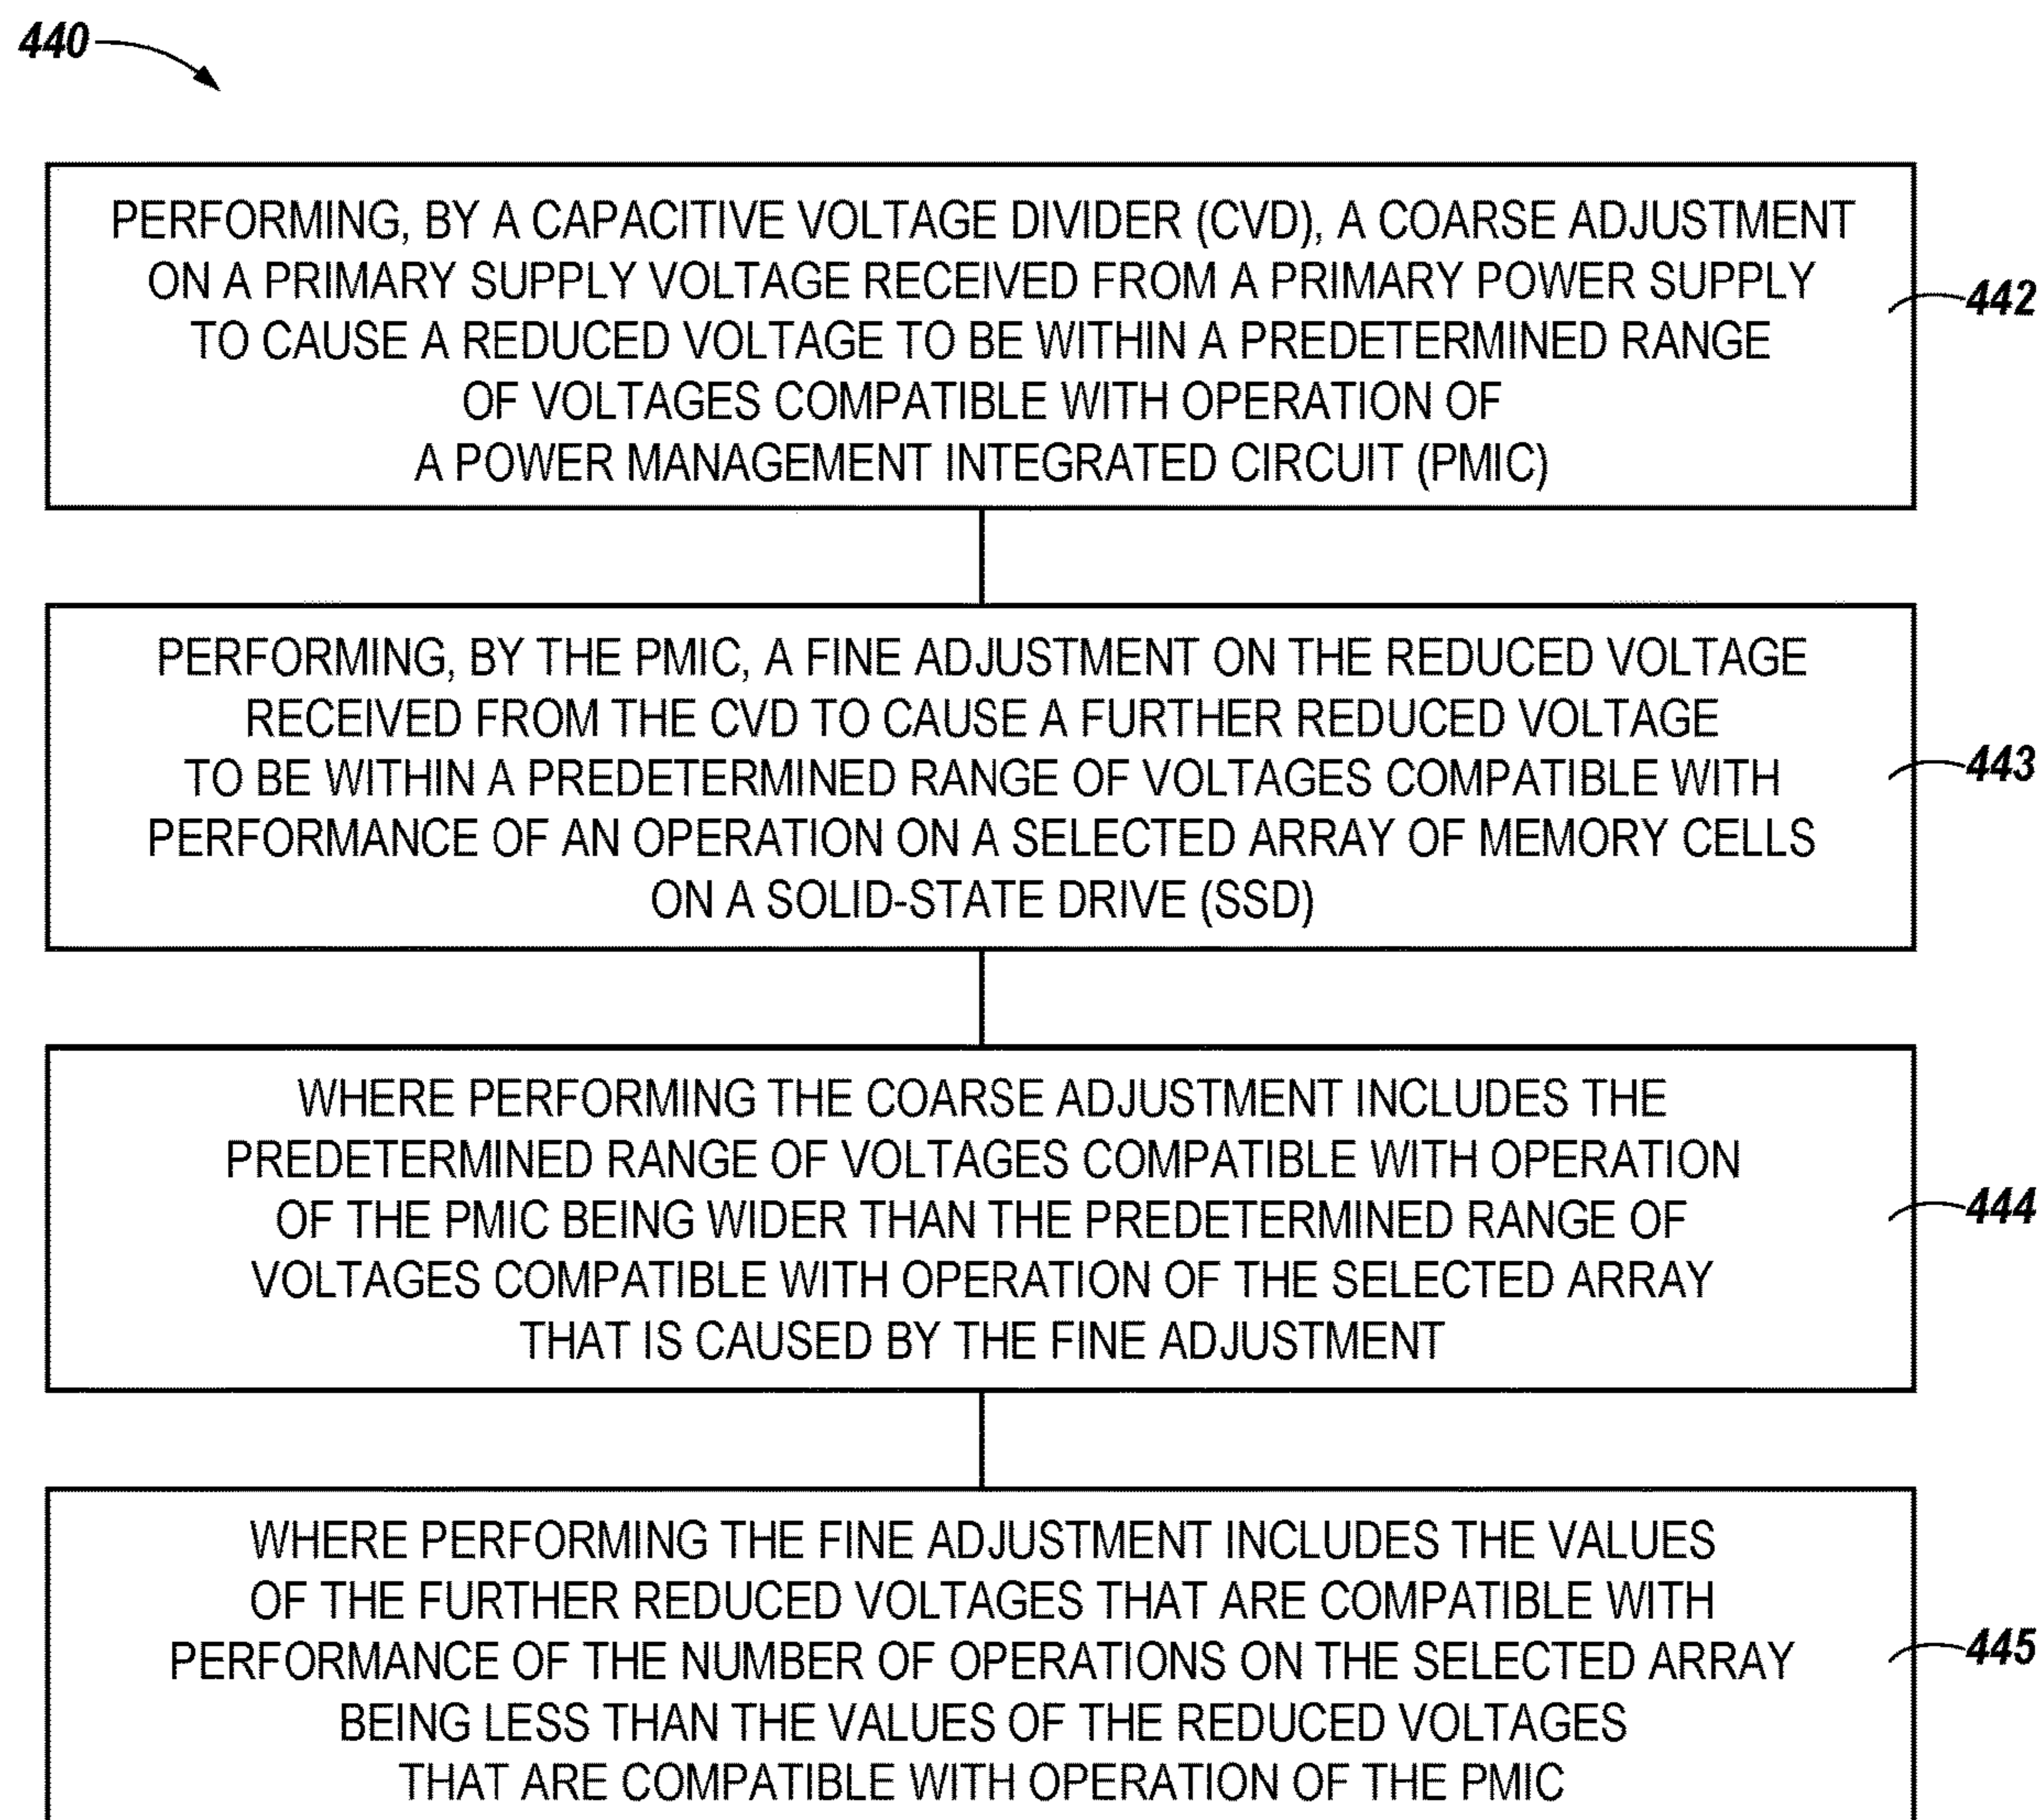 440
PERFORMING, BY A CAPACITIVE VOLTAGE DIVIDER (CVD), A COARSE ADJUSTMENT
ON A PRIMARY SUPPLY VOLTAGE RECEIVED FROM A PRIMARY POWER SUPPLY
TO CAUSE A REDUCED VOLTAGE TO BE WITHIN A PREDETERMINED RANGE
OF VOLTAGES COMPATIBLE WITH OPERATION OF
A POWER MANAGEMENT INTEGRATED CIRCUIT (PMIC)
442
PERFORMING, BY THE PMIC, A FINE ADJUSTMENT ON THE REDUCED VOLTAGE
RECEIVED FROM THE CVD TO CAUSE A FURTHER REDUCED VOLTAGE
TO BE WITHIN A PREDETERMINED RANGE OF VOLTAGES COMPATIBLE WITH
PERFORMANCE OF AN OPERATION ON A SELECTED ARRAY OF MEMORY CELLS
ON A SOLID-STATE DRIVE (SSD)
443
WHERE PERFORMING THE COARSE ADJUSTMENT INCLUDES THE
PREDETERMINED RANGE OF VOLTAGES COMPATIBLE WITH OPERATION
OF THE PMIC BEING WIDER THAN THE PREDETERMINED RANGE OF
VOLTAGES COMPATIBLE WITH OPERATION OF THE SELECTED ARRAY
THAT IS CAUSED BY THE FINE ADJUSTMENT
444
WHERE PERFORMING THE FINE ADJUSTMENT INCLUDES THE VALUES
OF THE FURTHER REDUCED VOLTAGES THAT ARE COMPATIBLE WITH
PERFORMANCE OF THE NUMBER OF OPERATIONS ON THE SELECTED ARRAY
BEING LESS THAN THE VALUES OF THE REDUCED VOLTAGES
THAT ARE COMPATIBLE WITH OPERATION OF THE PMIC
445